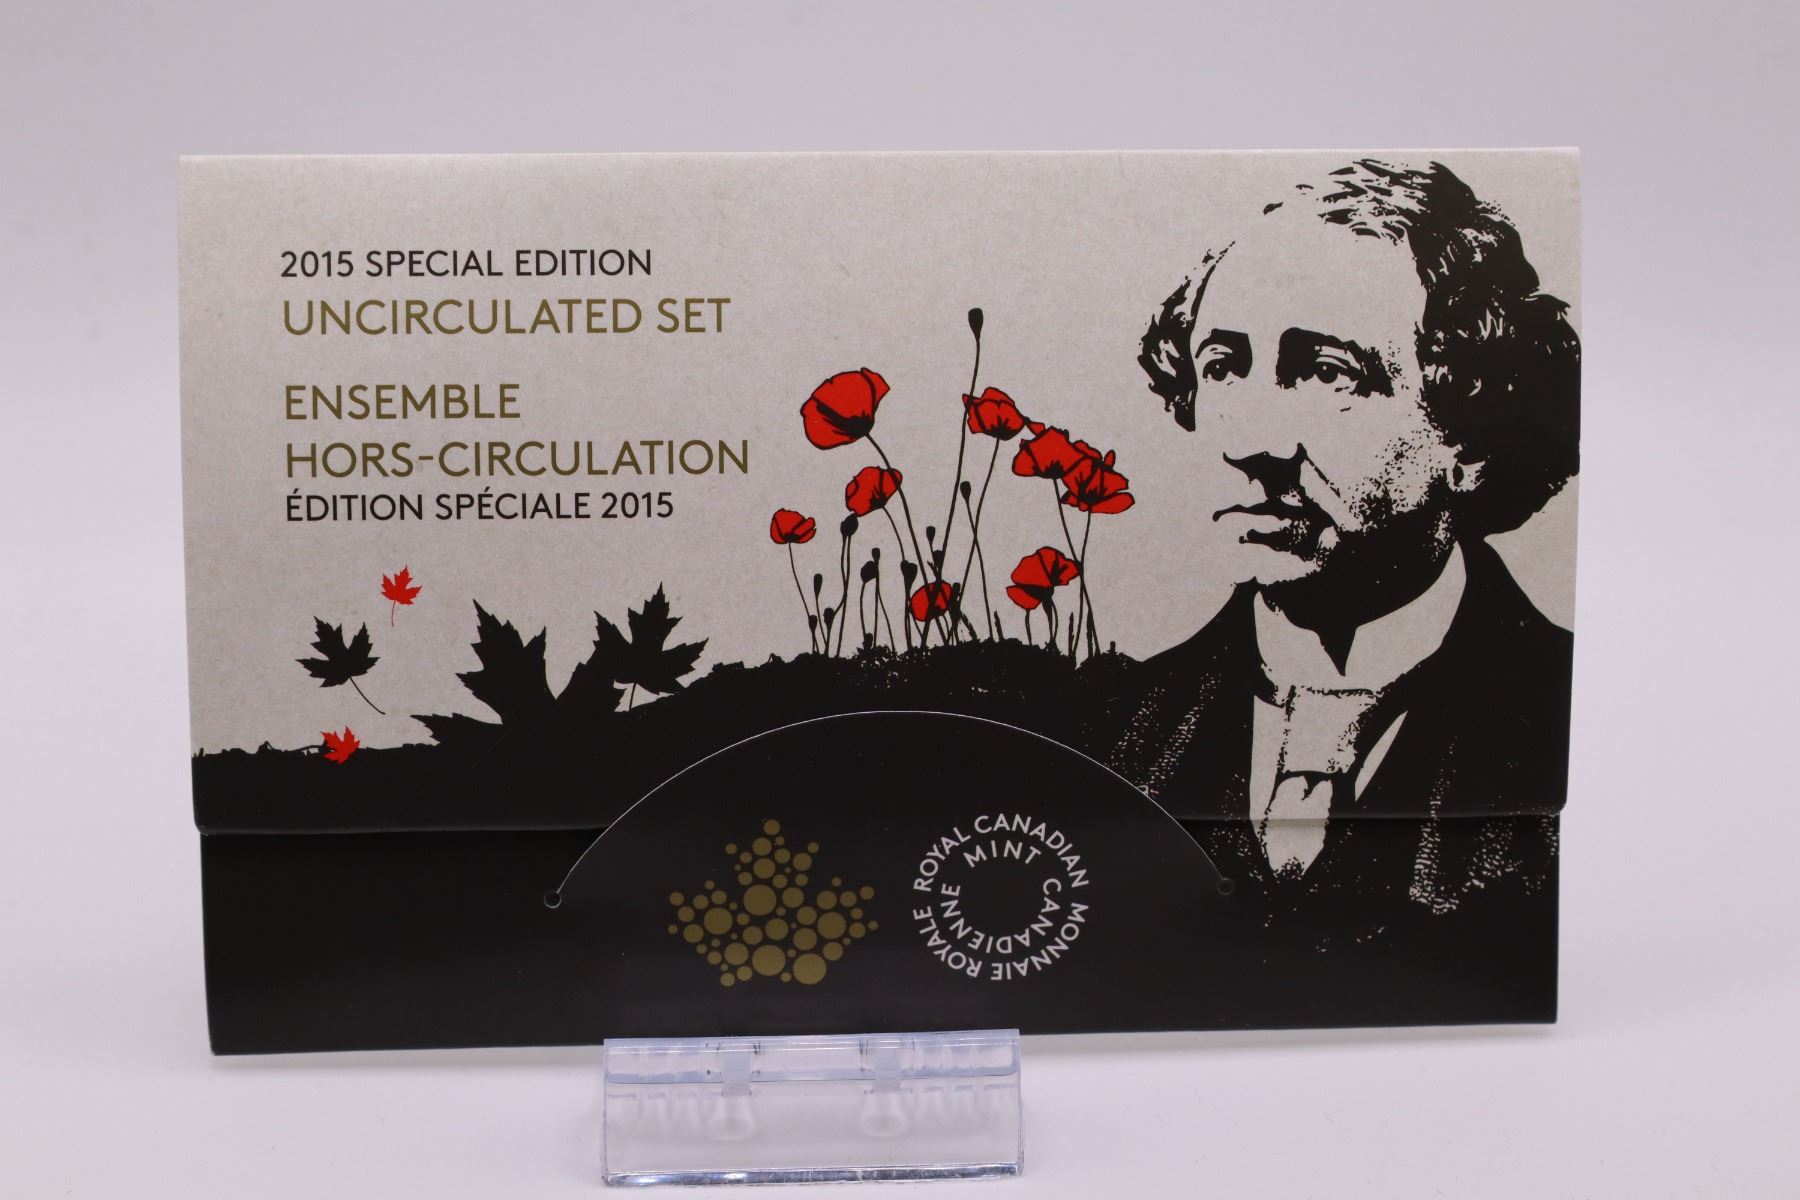 2015 SPECIAL EDITION
UNCIRCULATED SET
ENSEMBLE
HORS-CIRCULATION
ÉDITION SPÉCIALE 2015
ROYAL CANADIAN MINT
MONNAIE ROYALE CANADIENNE